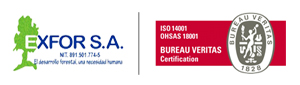 EXFOR S.A.
NIT. 891.501.774-5
El desarrollo forestal, una necesidad humana
ISO 14001
OHSAS 18001
BUREAU VERITAS
Certification
BUREAU VERITAS
1828